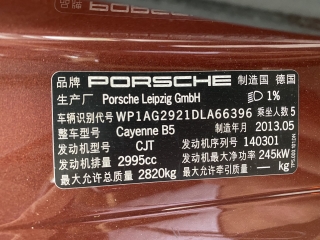 品牌 PORSCHE 制造国 德国
生产厂 Porsche Leipzig GmbH 1%
车辆识别代号 WP1AG2921DLA66396 乘坐人数 5
整车型号 Cayenne B5 制造年月 2013.05
发动机型号 CJT 发动机序列号 140301
发动机排量 2995cc 发动机最大净功率 245kW
最大允许总质量 2820kg 最大允许牵引质量 — kg